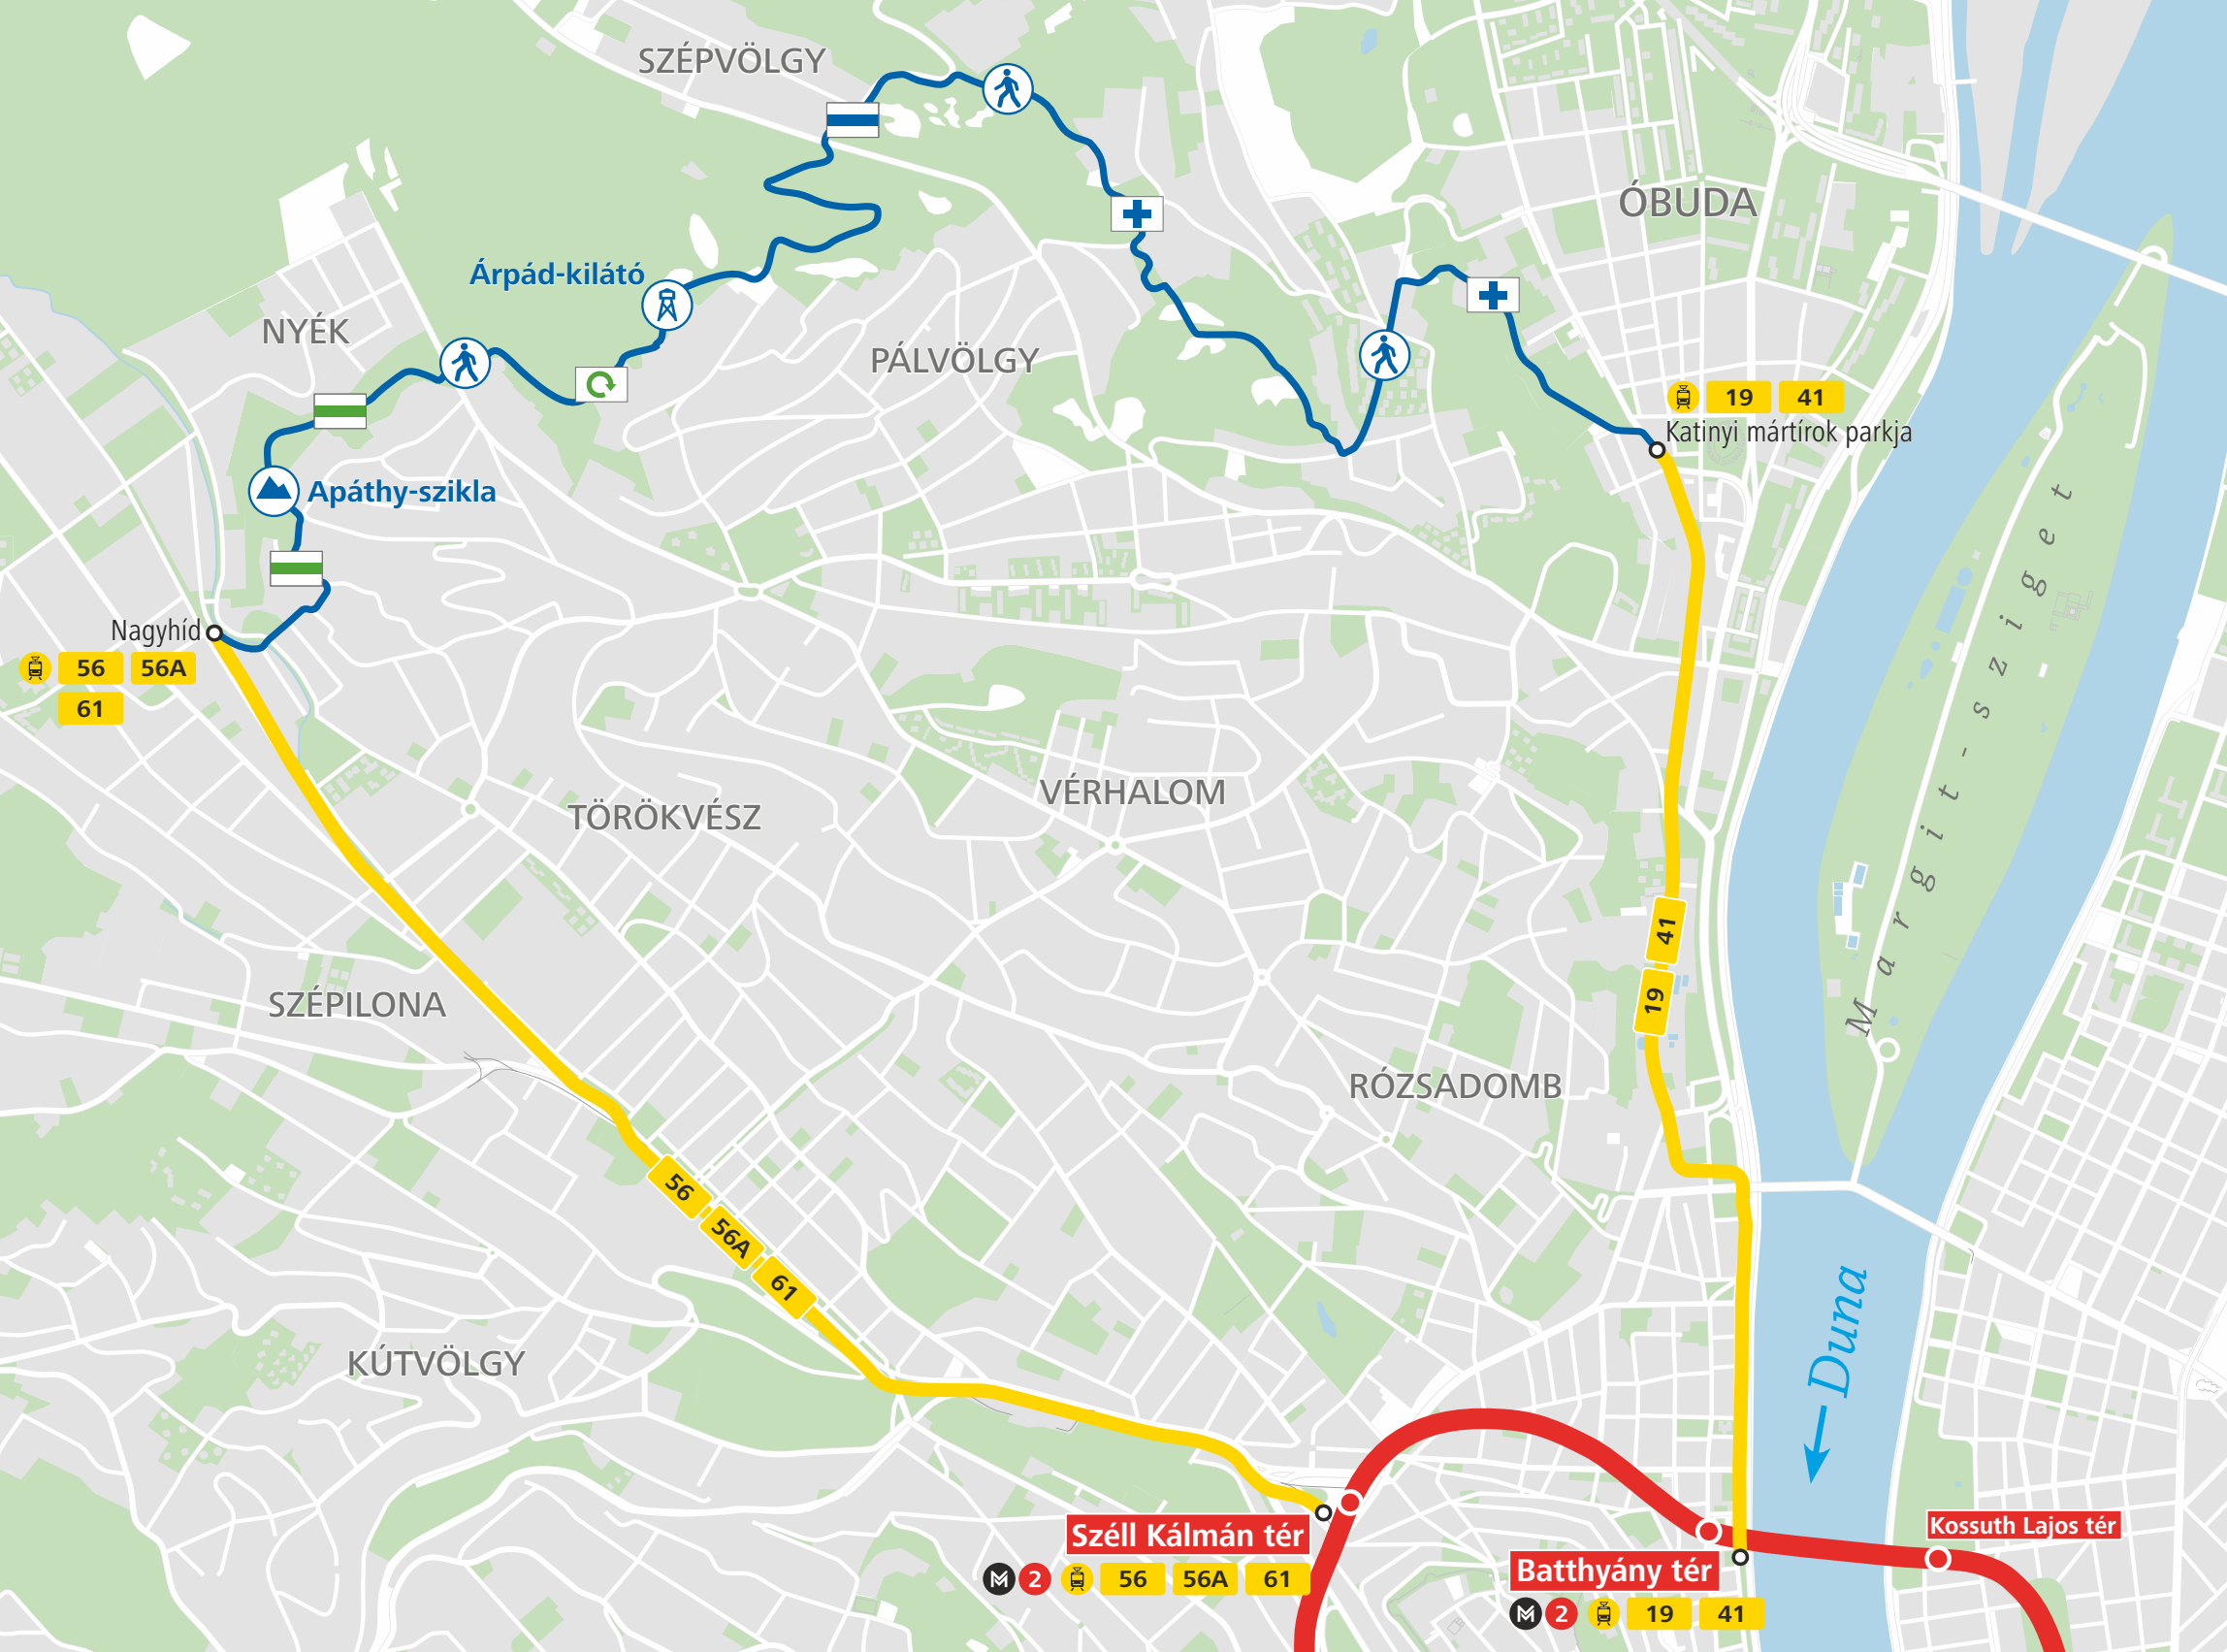 SZÉPVÖLGY
ÓBUDA
Árpád-kilátó
NYÉK
PÁLVÖLGY
19 41
Katinyi mártírok parkja
Apáthy-szikla
Nagyhíd
56 56A
61
Margit-sziget
VÉRHALOM
TÖRÖKVÉSZ
41
19
SZÉPILONA
RÓZSADOMB
56
56A
61
Duna
KÚTVÖLGY
Kossuth Lajos tér
Széll Kálmán tér
M 2 56 56A 61
Batthyány tér
M 2 19 41